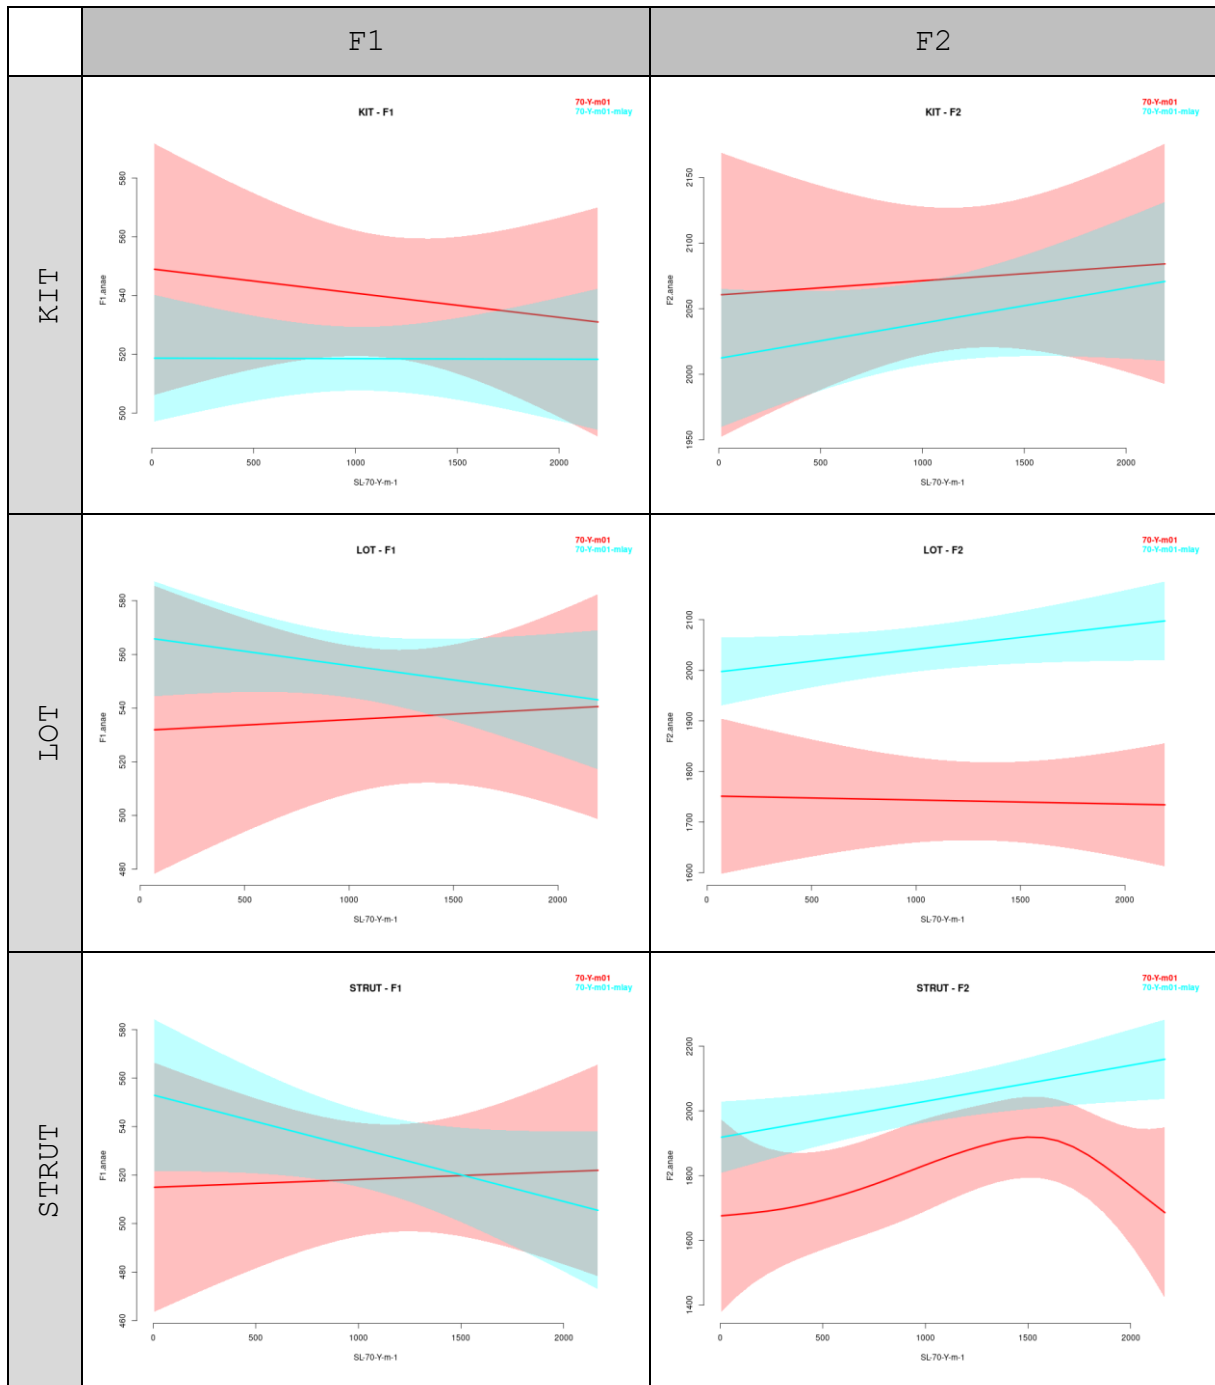 F1
F2
KIT
KIT - F1
70-Y-m01
70-Y-m01-mlay
F1.anae
580
560
540
520
500
0 500 1000 1500 2000
SL-70-Y-m-1
KIT - F2
70-Y-m01
70-Y-m01-mlay
F2.anae
2150
2100
2050
2000
1950
0 500 1000 1500 2000
SL-70-Y-m-1
LOT
LOT - F1
70-Y-m01
70-Y-m01-mlay
F1.anae
580
560
540
520
500
480
0 500 1000 1500 2000
SL-70-Y-m-1
LOT - F2
70-Y-m01
70-Y-m01-mlay
F2.anae
2100
2000
1900
1800
1700
1600
0 500 1000 1500 2000
SL-70-Y-m-1
STRUT
STRUT - F1
70-Y-m01
70-Y-m01-mlay
F1.anae
580
560
540
520
500
480
460
0 500 1000 1500 2000
SL-70-Y-m-1
STRUT - F2
70-Y-m01
70-Y-m01-mlay
F2.anae
2200
2000
1800
1600
1400
0 500 1000 1500 2000
SL-70-Y-m-1